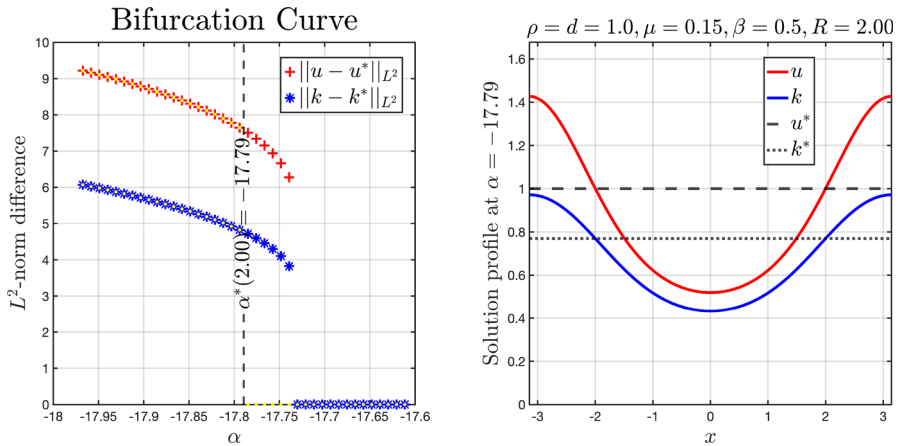 Bifurcation Curve
10
9
8
7
6
5
4
3
2
1
0
-18
-17.95
-17.9
-17.85
-17.8
-17.75
-17.7
-17.65
-17.6
L²-norm difference
α
||u − u*||_{L²}
||k − k*||_{L²}
α*(2.00) = −17.79
ρ = d = 1.0, μ = 0.15, β = 0.5, R = 2.00
1.6
1.4
1.2
1
0.8
0.6
0.4
0.2
0
-3
-2
-1
0
1
2
3
Solution profile at α = −17.79
x
u
k
u*
k*